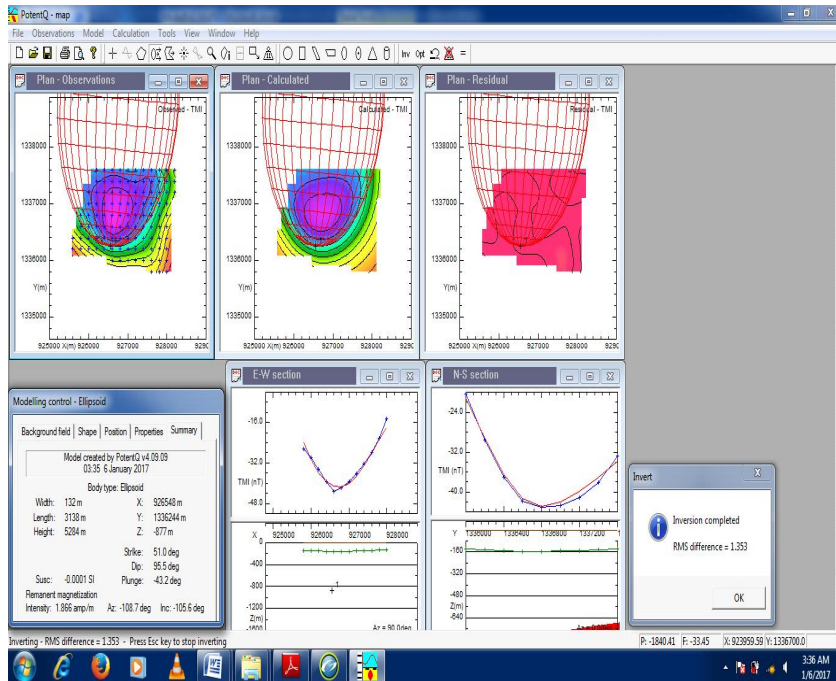 PotentQ - map
File Observations Model Calculation Tools View Window Help
Inv Opt =
Plan - Observations
Observed - TMI
1338000
1337000
1336000
Y(m)
1335000
925000 X(m) 926000 927000 928000 929(
Plan - Calculated
Calculated - TMI
1338000
1337000
1336000
Y(m)
1335000
925000 X(m) 926000 927000 928000 929(
Plan - Residual
Residual - TMI
1338000
1337000
1336000
Y(m)
1335000
925000 X(m) 926000 927000 928000 929(
Modelling control - Ellipsoid
Background field Shape Position Properties Summary
Model created by PotentQ v4.09.09
03:35 6 January 2017
Body type: Ellipsoid
Width: 132 m X: 926548 m
Length: 3138 m Y: 1336244 m
Height: 5284 m Z: -877 m
Strike: 51.0 deg
Dip: 95.5 deg
Susc: -0.0001 SI Plunge: -43.2 deg
Remanent magnetization
Intensity: 1.866 amp/m Az: -108.7 deg Inc: -105.6 deg
E-W section
-16.0
-32.0
TMI (nT)
-48.0
X 925000 926000 927000 928000
0
-400
-800
1
-1200
Z(m)
-1600
Az = 90.0deg
N-S section
-24.0
-32.0
TMI (nT)
-40.0
Y 1336000 1336400 1336800 1337200
-160
-320
-480
Z(m)
-640
Invert
Inversion completed
RMS difference = 1.353
OK
Inverting - RMS difference = 1.353 - Press Esc key to stop inverting
P: -1840.41 F: -33.45 X: 923959.59 Y: 1336700.0
3:36 AM
1/6/2017